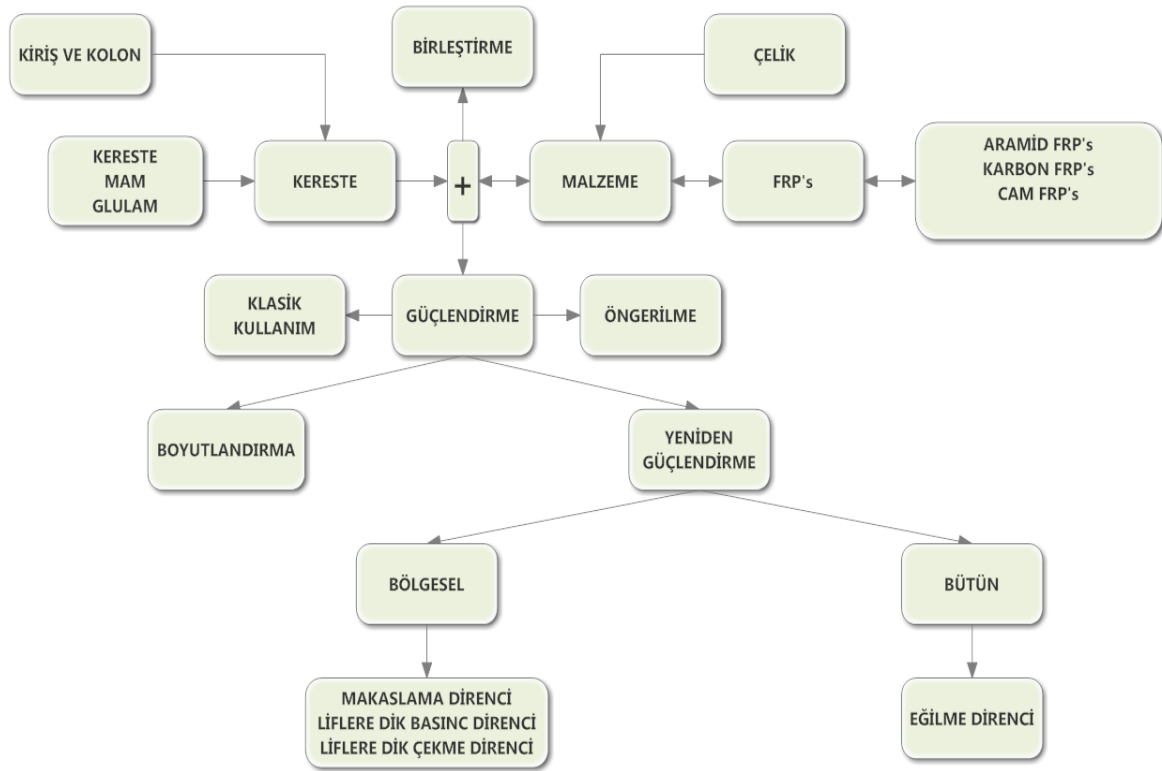 KİRİŞ VE KOLON
BİRLEŞTİRME
ÇELİK
KERESTE
MAM
GLULAM
KERESTE
+
MALZEME
FRP's
ARAMİD FRP's
KARBON FRP's
CAM FRP's
KLASİK
KULLANIM
GÜÇLENDİRME
ÖNGERİLME
BOYUTLANDIRMA
YENİDEN
GÜÇLENDİRME
BÖLGESEL
BÜTÜN
MAKASLAMA DİRENCİ
LİFLERE DİK BASINC DİRENCİ
LİFLERE DİK ÇEKME DİRENCİ
EĞİLME DİRENCİ